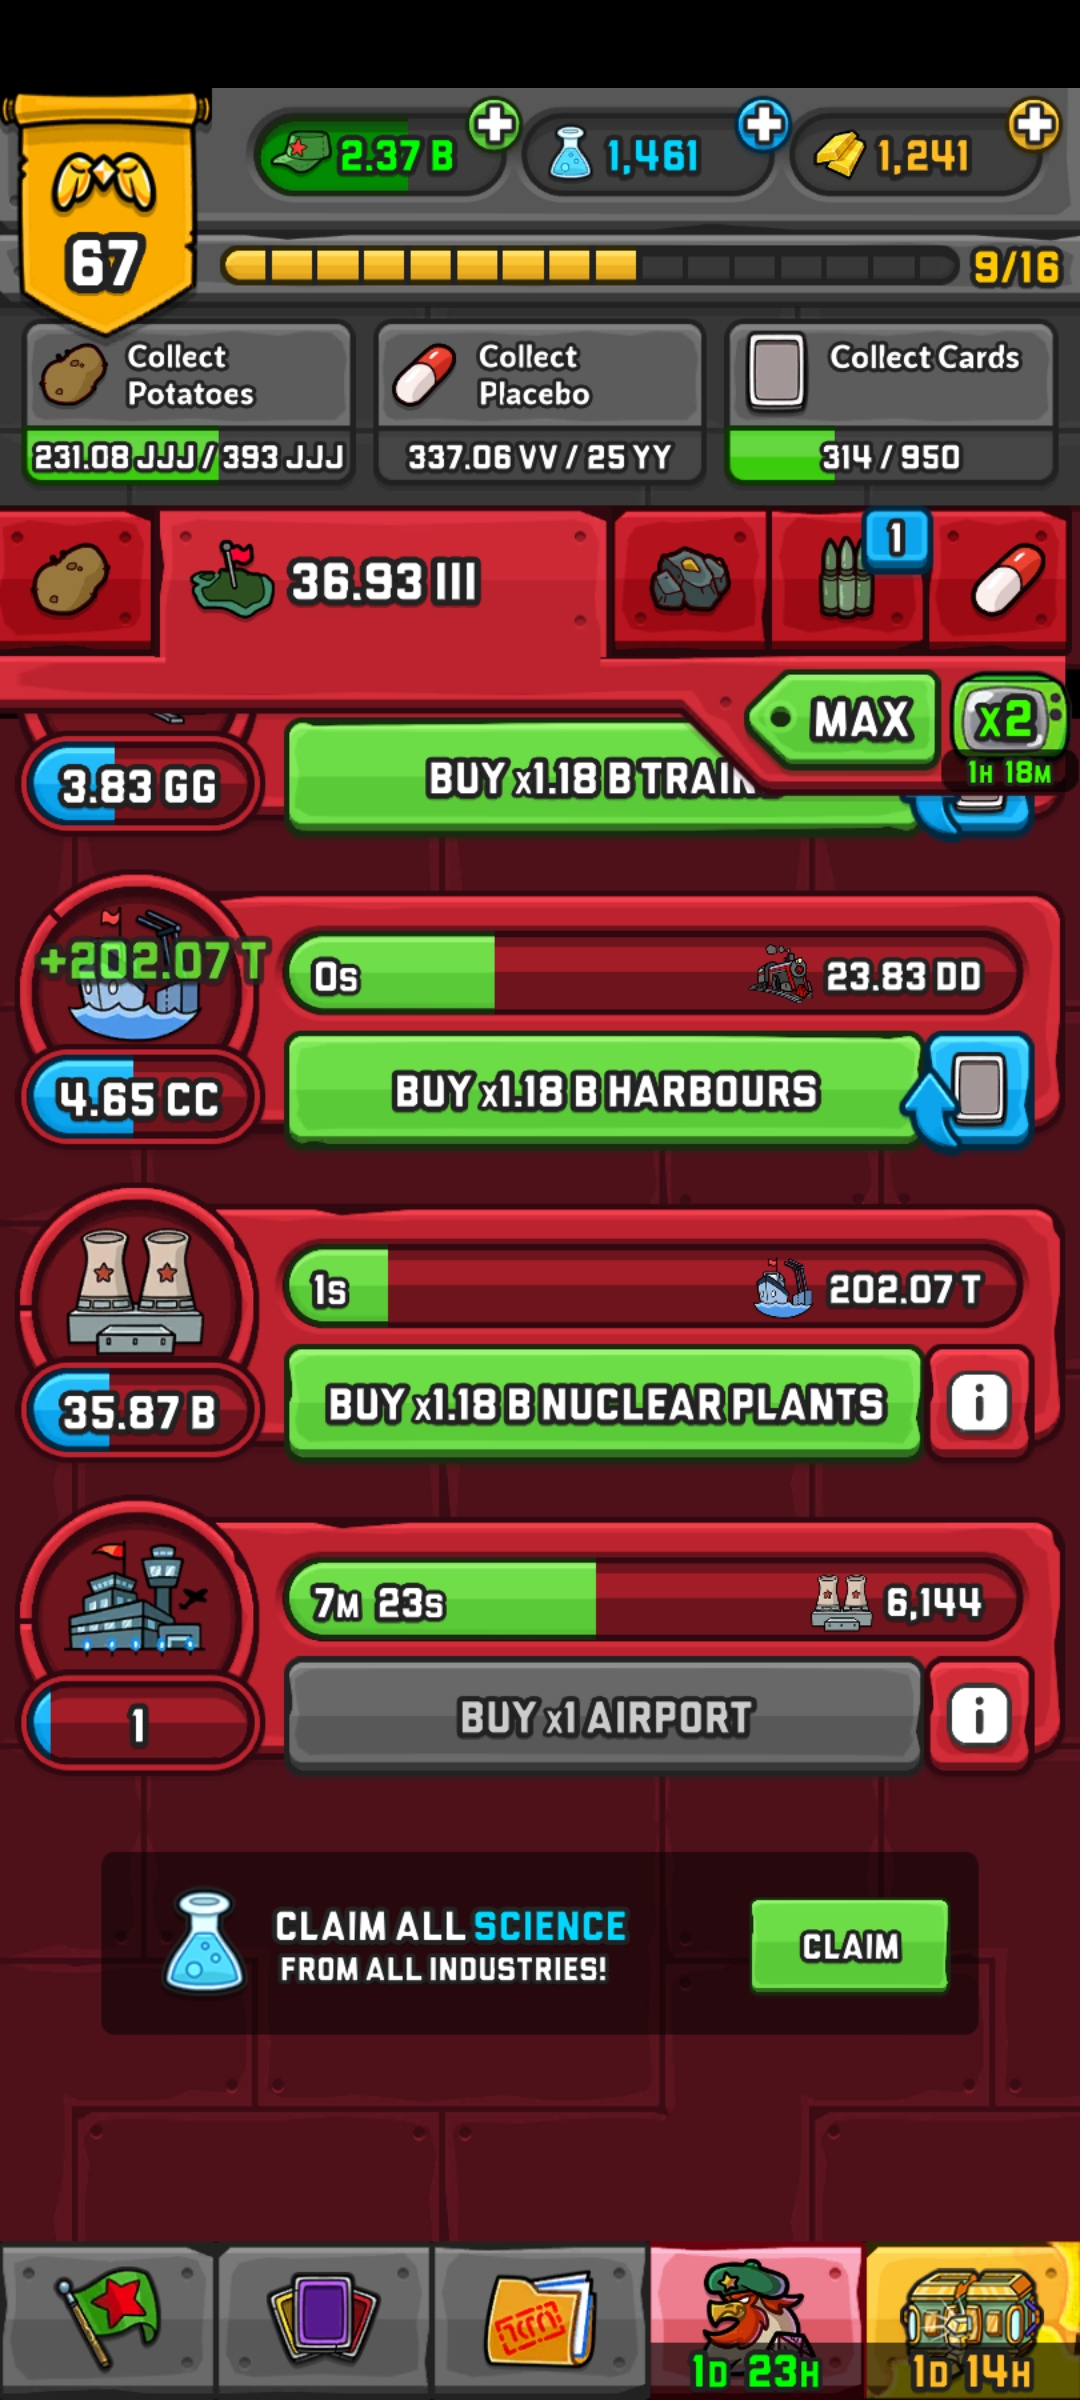 2.37 B
1,461
1,241
67
9/16
Collect
Potatoes
231.08 JJJ / 393 JJJ
Collect
Placebo
337.06 VV / 25 YY
Collect Cards
314 / 950
36.93 III
1
MAX
x2
1H 18M
3.83 GG
BUY x1.18 B TRAIN
+202.07 T
0s
23.83 DD
4.65 CC
BUY x1.18 B HARBOURS
1s
202.07 T
35.87 B
BUY x1.18 B NUCLEAR PLANTS
i
7M 23s
6,144
1
BUY x1 AIRPORT
i
CLAIM ALL SCIENCE
FROM ALL INDUSTRIES!
CLAIM
1D 23H
1D 14H